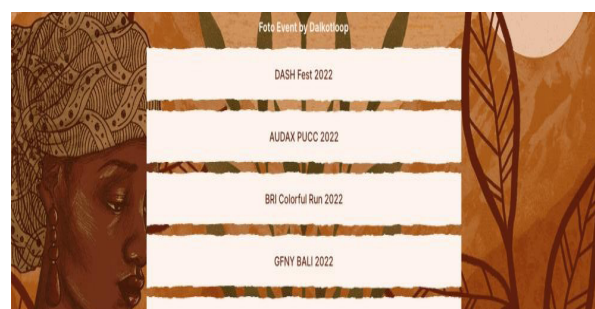 Foto Event by Dalkotloop
DASH Fest 2022
AUDAX PUCC 2022
BRI Colorful Run 2022
GFNY BALI 2022